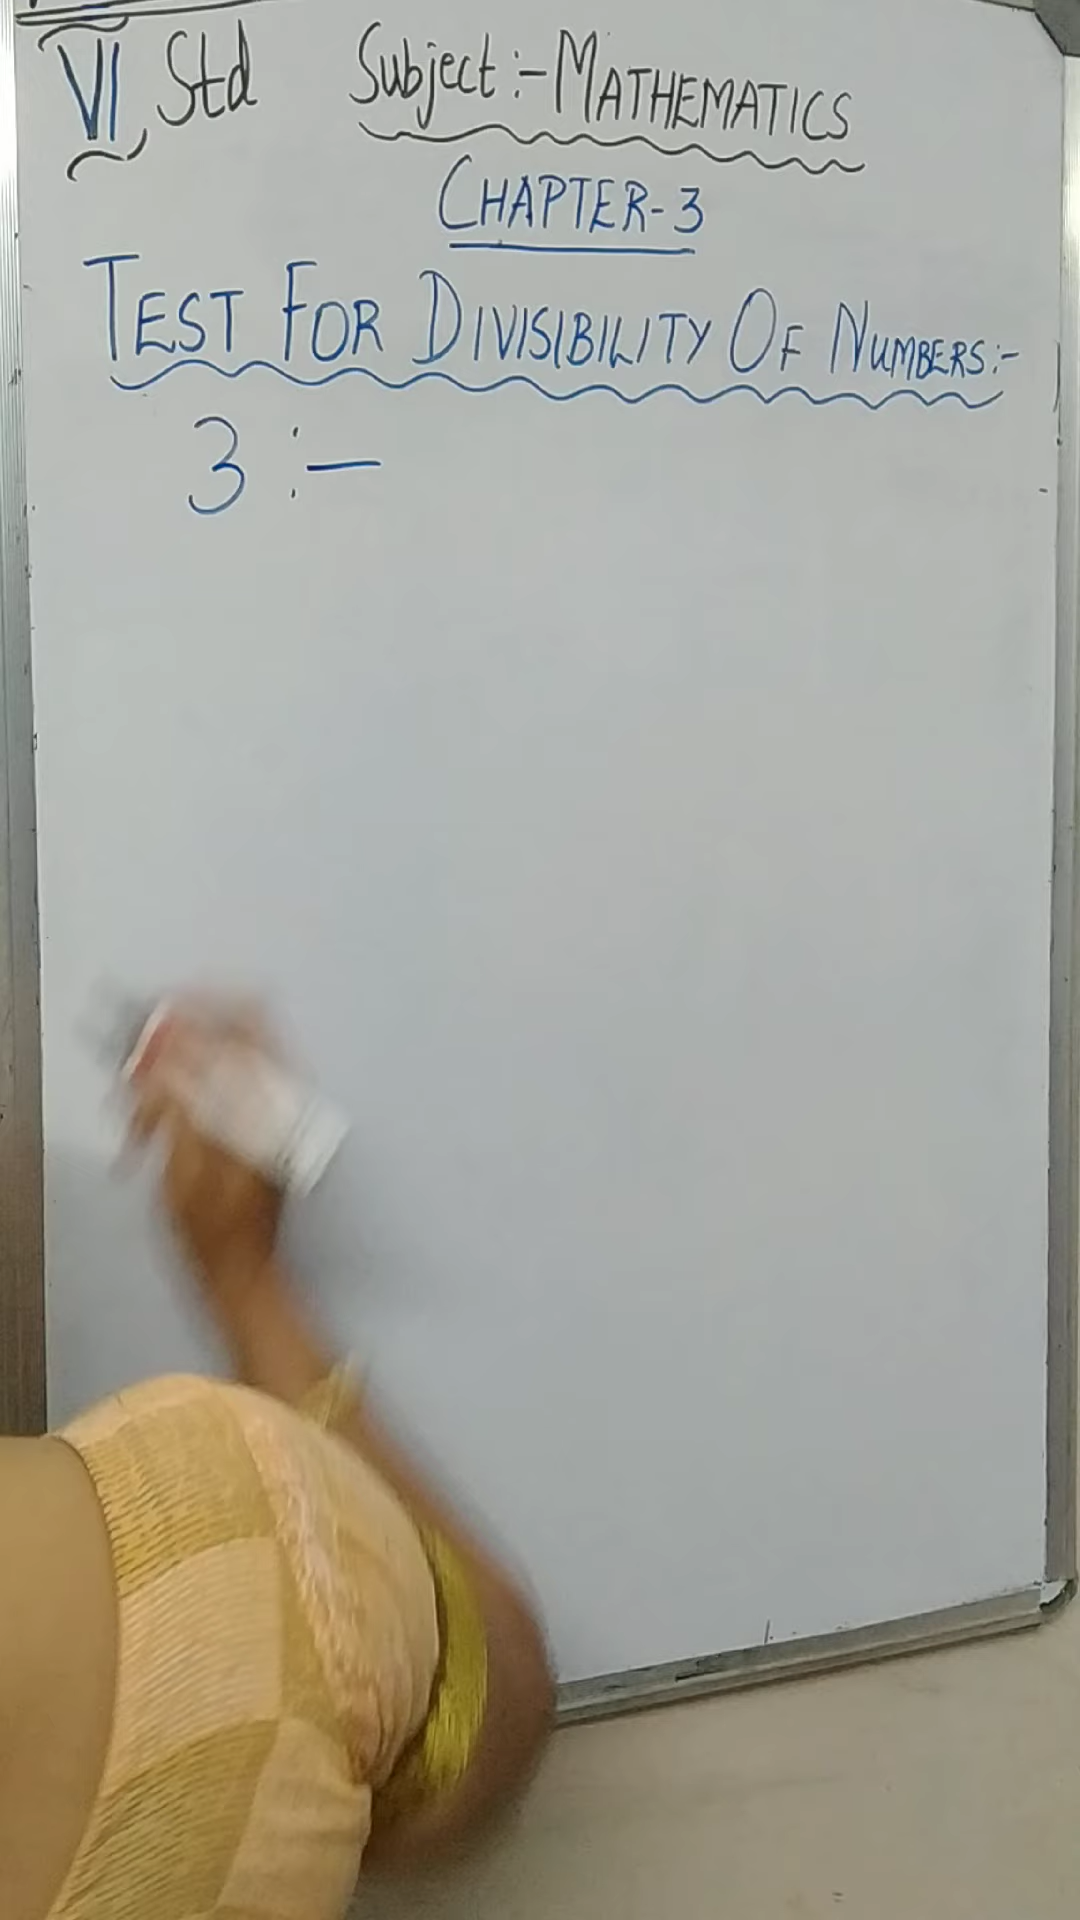 VI Std Subject:- MATHEMATICS
CHAPTER-3
TEST FOR DIVISIBILITY OF NUMBERS:-
3 :-